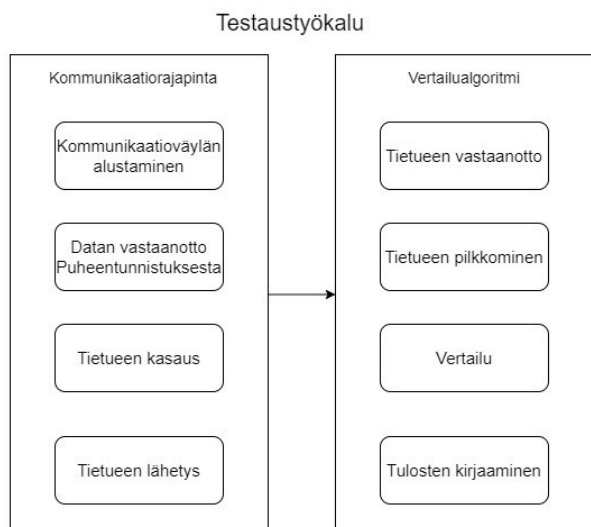 Testaustyökalu
Kommunikaatiorajapinta
Kommunikaatioväylän
alustaminen
Datan vastaanotto
Puheentunnistuksesta
Tietueen kasaus
Tietueen lähetys
Vertailualgoritmi
Tietueen vastaanotto
Tietueen pilkkominen
Vertailu
Tulosten kirjaaminen